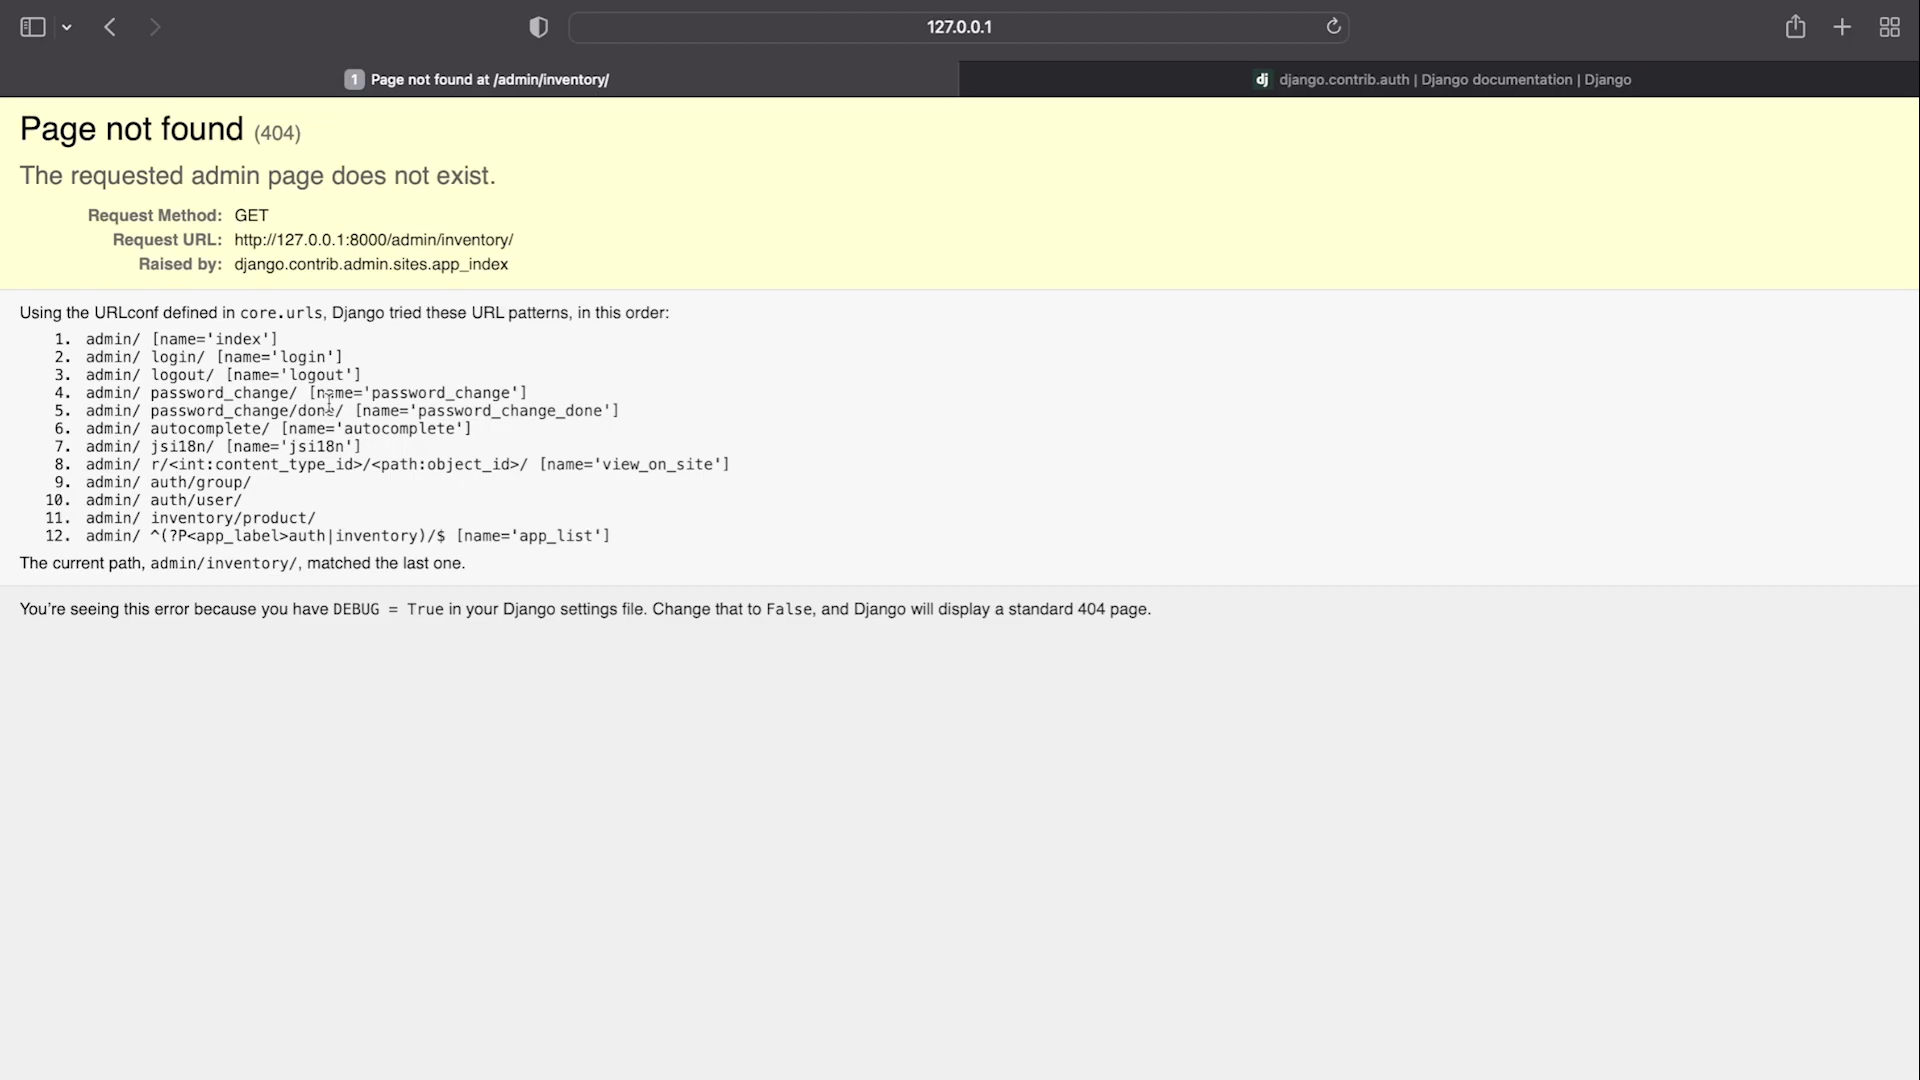 127.0.0.1
1 Page not found at /admin/inventory/
dj django.contrib.auth | Django documentation | Django
Page not found (404)
The requested admin page does not exist.
Request Method: GET
Request URL: http://127.0.0.1:8000/admin/inventory/
Raised by: django.contrib.admin.sites.app_index
Using the URLconf defined in core.urls, Django tried these URL patterns, in this order:
1. admin/ [name='index']
2. admin/ login/ [name='login']
3. admin/ logout/ [name='logout']
4. admin/ password_change/ [name='password_change']
5. admin/ password_change/done/ [name='password_change_done']
6. admin/ autocomplete/ [name='autocomplete']
7. admin/ jsi18n/ [name='jsi18n']
8. admin/ r/<int:content_type_id>/<path:object_id>/ [name='view_on_site']
9. admin/ auth/group/
10. admin/ auth/user/
11. admin/ inventory/product/
12. admin/ ^(?P<app_label>auth|inventory)/$ [name='app_list']
The current path, admin/inventory/, matched the last one.
You’re seeing this error because you have DEBUG = True in your Django settings file. Change that to False, and Django will display a standard 404 page.